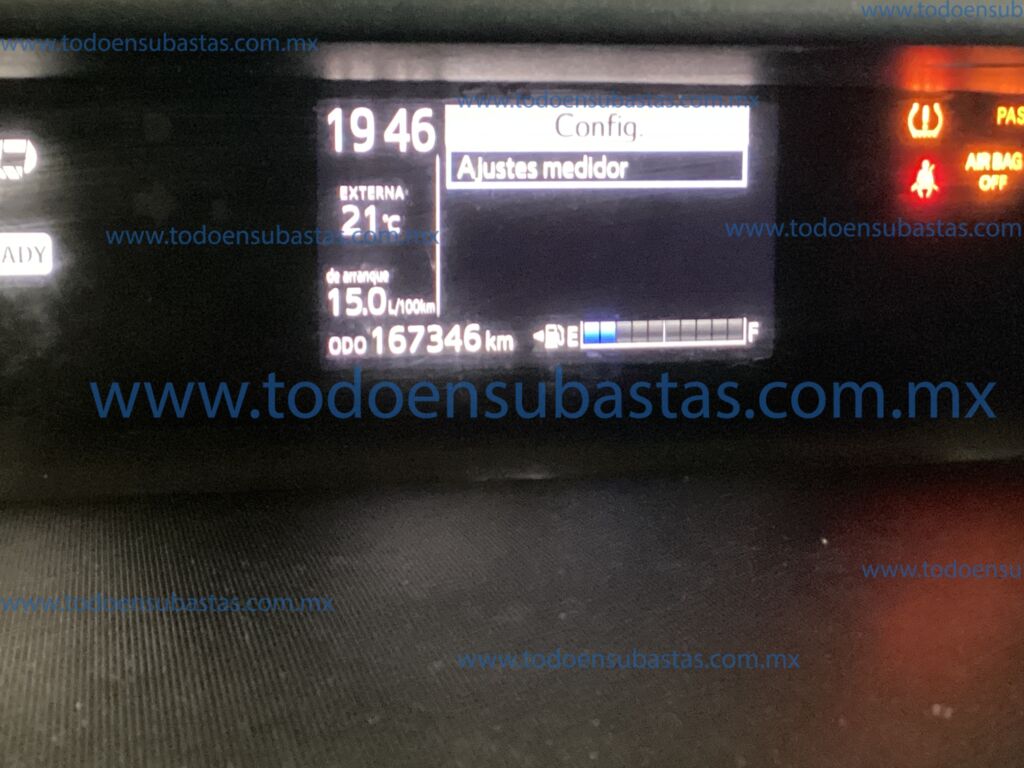 www.todoensub
www.todoensubastas.com.mx
www.todoensubastas.com.mx
19 46
Config.
Ajustes medidor
PAS
EXTERNA
21°C
AIR BAG
OFF
www.todoensubastas.com.mx
www.todoensubastas.com
ADY
de arranque
15.0 L/100km
ODO 167346 km
E
F
www.todoensubastas.com.mx
www.todoensu
www.todoensubastas.com.mx
www.todoensubastas.com.mx